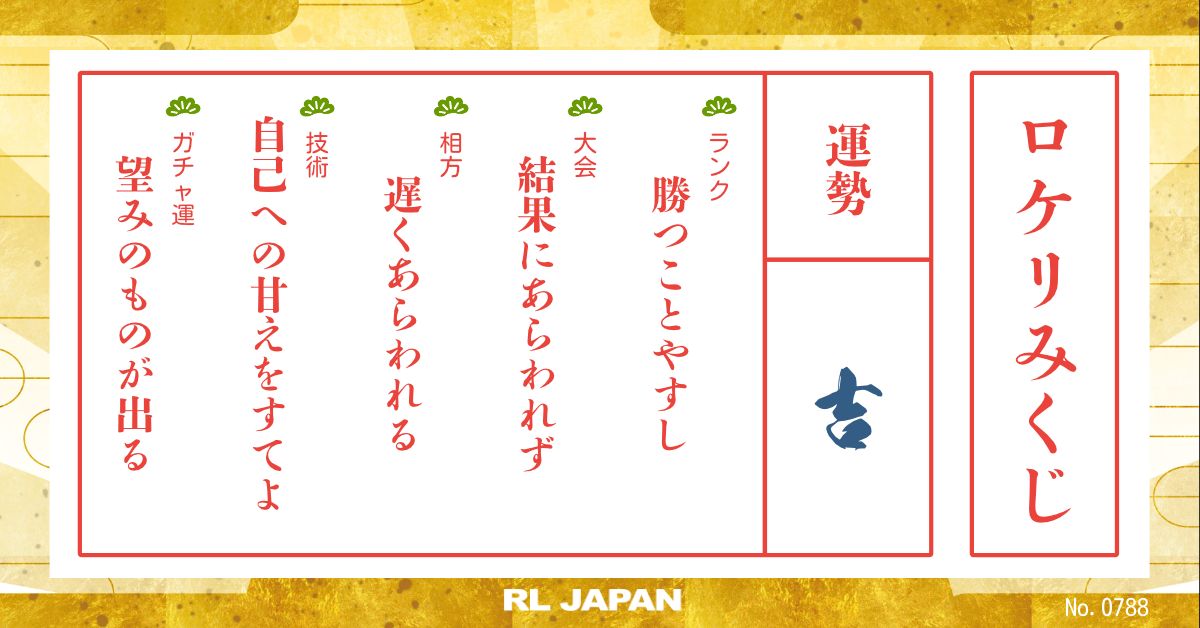 ロケリみくじ
運勢
吉
ランク
勝つことやすし
大会
結果にあらわれず
相方
遅くあらわれる
技術
自己への甘えをすてよ
ガチャ運
望みのものが出る
RL JAPAN
No. 0788